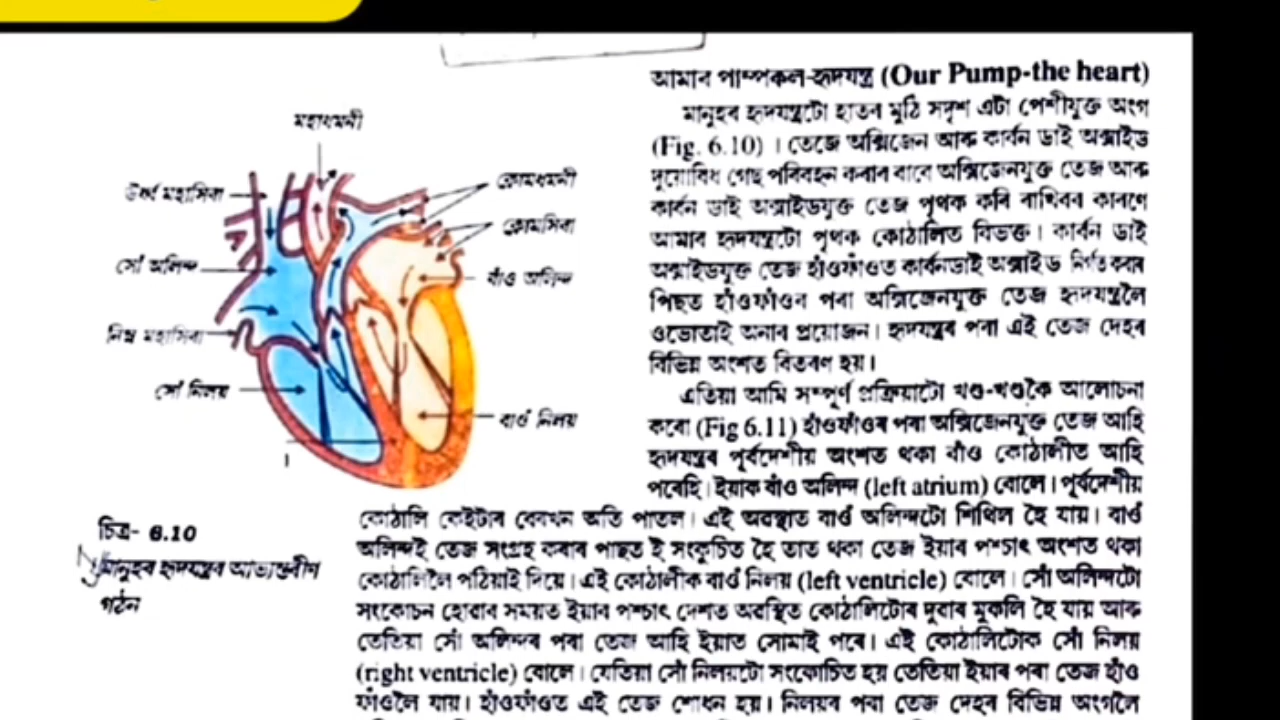 আমাৰ পাম্পকল-হৃদযন্ত্ৰ (Our Pump-the heart)
মানুহৰ হৃদযন্ত্ৰটো হাতৰ মুঠি সদৃশ এটা পেশীযুক্ত অংগ
(Fig. 6.10) । তেজে অক্সিজেন আৰু কাৰ্বন ডাই অক্সাইড
দুয়োবিধ গেছ পৰিবহন কৰাৰ বাবে অক্সিজেনযুক্ত তেজ আৰু
কাৰ্বন ডাই অক্সাইডযুক্ত তেজ পৃথক কৰি ৰাখিবৰ কাৰণে
আমাৰ হৃদযন্ত্ৰটো পৃথক কোঠালিত বিভক্ত। কাৰ্বন ডাই
অক্সাইডযুক্ত তেজ হাঁওফাঁওত কাৰ্বনডাই অক্সাইড নিৰ্গত কৰাৰ
পিছত হাঁওফাঁওৰ পৰা অক্সিজেনযুক্ত তেজ হৃদযন্ত্ৰলৈ
ওভোতাই অনাৰ প্ৰয়োজন। হৃদযন্ত্ৰৰ পৰা এই তেজ দেহৰ
বিভিন্ন অংশত বিতৰণ হয়।
এতিয়া আমি সম্পূৰ্ণ প্ৰক্ৰিয়াটো খণ্ড-খণ্ডকৈ আলোচনা
কৰো (Fig 6.11) হাঁওফাঁওৰ পৰা অক্সিজেনযুক্ত তেজ আহি
হৃদযন্ত্ৰৰ পূৰ্বদেশীয় অংশত থকা বাঁও কোঠালীত আহি
পৰেহি। ইয়াক বাঁও অলিন্দ (left atrium) বোলে। পূৰ্বদেশীয়
কোঠালি কেইটাৰ বেৰখন অতি পাতল। এই অৱস্থাত বাওঁ অলিন্দটো শিথিল হৈ যায়। বাওঁ
অলিন্দই তেজ সংগ্ৰহ কৰাৰ পাছত ই সংকুচিত হৈ তাত থকা তেজ ইয়াৰ পশ্চাৎ অংশত থকা
কোঠালিলৈ পঠিয়াই দিয়ে। এই কোঠালীক বাওঁ নিলয় (left ventricle) বোলে। সোঁ অলিন্দটো
সংকোচন হোৱাৰ সময়ত ইয়াৰ পশ্চাৎ দেশত অৱস্থিত কোঠালিটোৰ দুৱাৰ মুকলি হৈ যায় আৰু
তেতিয়া সোঁ অলিন্দৰ পৰা তেজ আহি ইয়াত সোমাই পৰে। এই কোঠালিটোক সোঁ নিলয়
(right ventricle) বোলে। যেতিয়া সোঁ নিলয়টো সংকোচিত হয় তেতিয়া ইয়াৰ পৰা তেজ হাঁও
ফাঁওলৈ যায়। হাঁওফাঁওত এই তেজ শোধন হয়। নিলয়ৰ পৰা তেজ দেহৰ বিভিন্ন অংগলৈ
মহাধমনী
উৰ্ধ্ব মহাসিৰা
ক্লোমধমনী
ক্লোমসিৰা
সোঁ অলিন্দ
বাঁও অলিন্দ
নিম্ন মহাসিৰা
সোঁ নিলয়
বাওঁ নিলয়
চিত্ৰ- 6.10
মানুহৰ হৃদযন্ত্ৰৰ আভ্যন্তৰীণ
গঠন